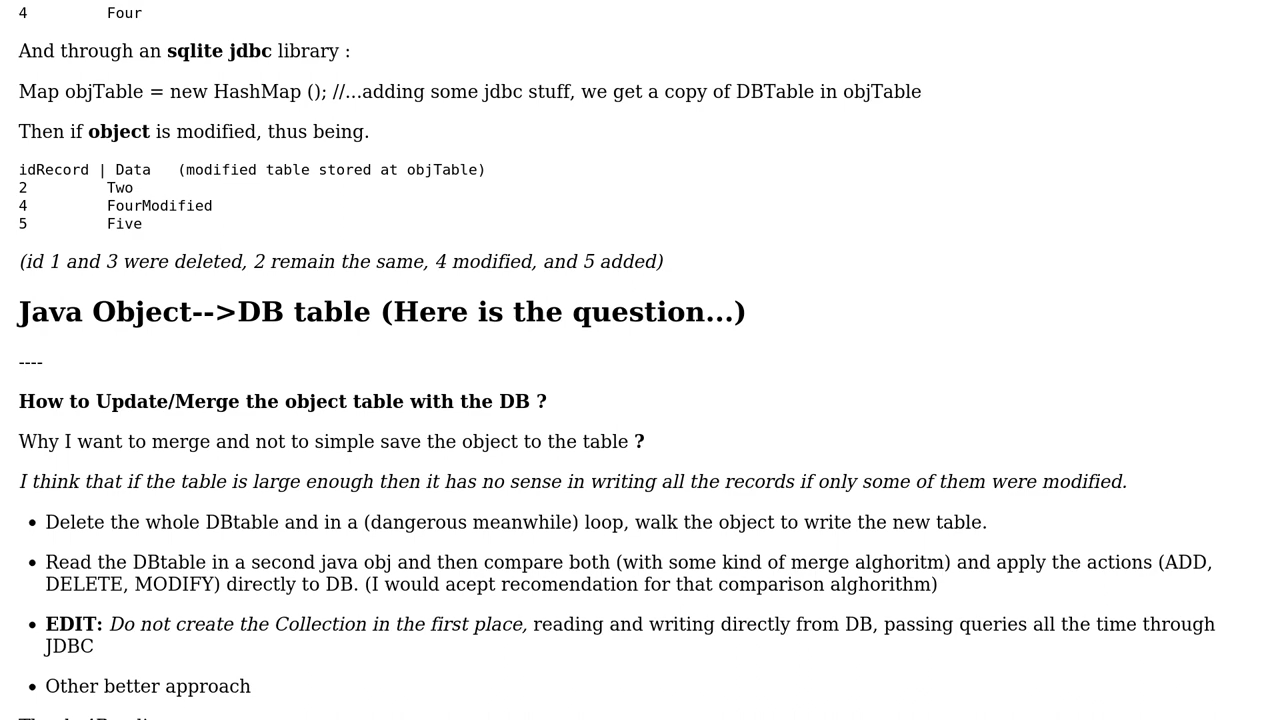 4         Four
And through an sqlite jdbc library :
Map objTable = new HashMap (); //...adding some jdbc stuff, we get a copy of DBTable in objTable
Then if object is modified, thus being.
idRecord | Data   (modified table stored at objTable)
2         Two
4         FourModified
5         Five
(id 1 and 3 were deleted, 2 remain the same, 4 modified, and 5 added)
Java Object-->DB table (Here is the question...)
----
How to Update/Merge the object table with the DB ?
Why I want to merge and not to simple save the object to the table ?
I think that if the table is large enough then it has no sense in writing all the records if only some of them were modified.
• Delete the whole DBtable and in a (dangerous meanwhile) loop, walk the object to write the new table.
• Read the DBtable in a second java obj and then compare both (with some kind of merge alghoritm) and apply the actions (ADD,
DELETE, MODIFY) directly to DB. (I would acept recomendation for that comparison alghorithm)
• EDIT: Do not create the Collection in the first place, reading and writing directly from DB, passing queries all the time through
JDBC
• Other better approach